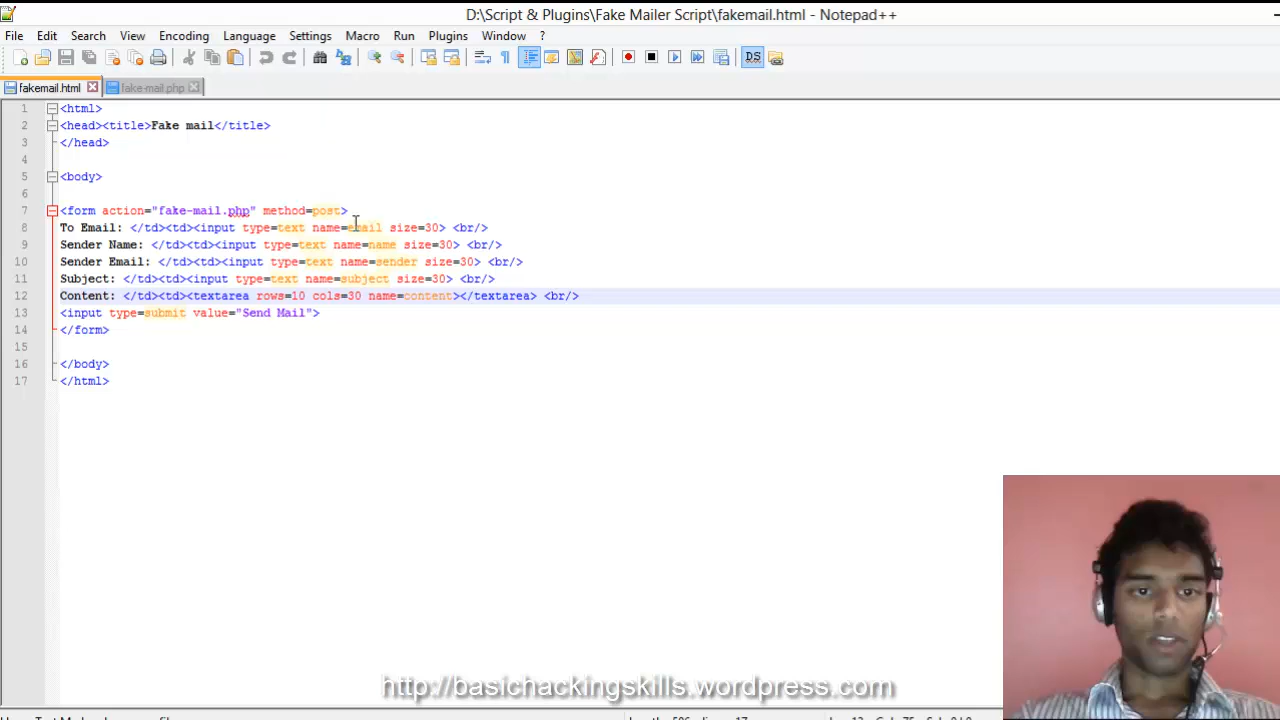 D:\Script & Plugins\Fake Mailer Script\fakemail.html - Notepad++
File Edit Search View Encoding Language Settings Macro Run Plugins Window ?
fakemail.html fake-mail.php
1 <html>
2 <head><title>Fake mail</title>
3 </head>
4
5 <body>
6
7 <form action="fake-mail.php" method=post>
8 To Email: </td><td><input type=text name=email size=30> <br/>
9 Sender Name: </td><td><input type=text name=name size=30> <br/>
10 Sender Email: </td><td><input type=text name=sender size=30> <br/>
11 Subject: </td><td><input type=text name=subject size=30> <br/>
12 Content: </td><td><textarea rows=10 cols=30 name=content></textarea> <br/>
13 <input type=submit value="Send Mail">
14 </form>
15
16 </body>
17 </html>
http://basichackingskills.wordpress.com